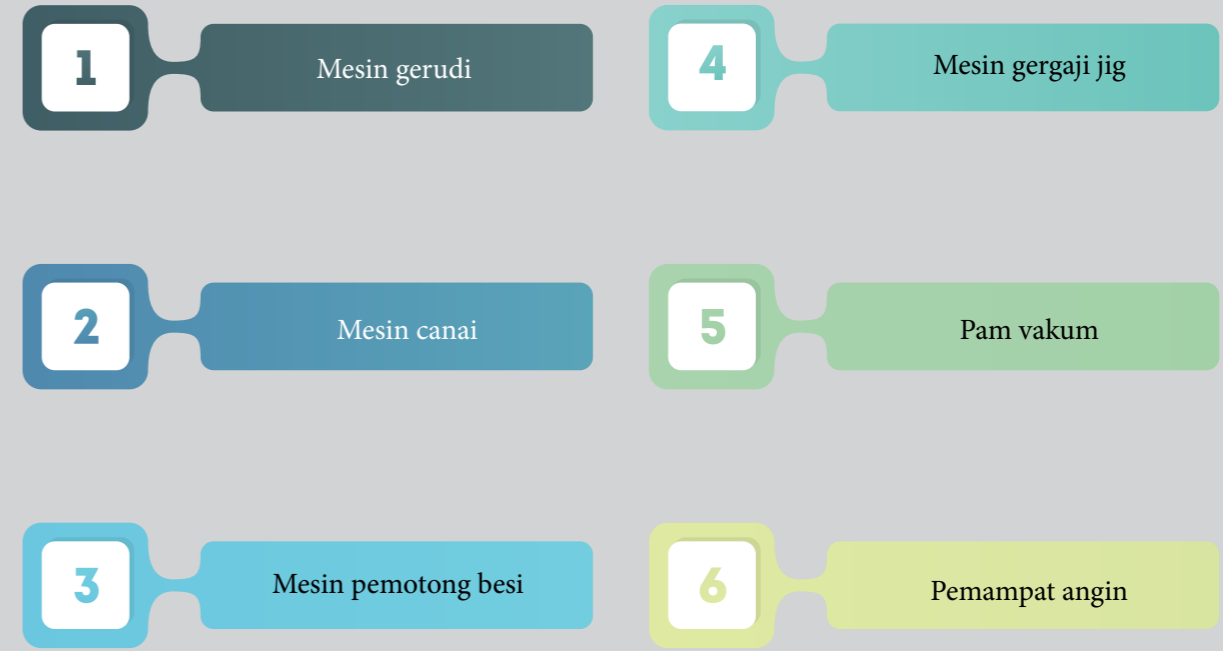 1
Mesin gerudi
2
Mesin canai
3
Mesin pemotong besi
4
Mesin gergaji jig
5
Pam vakum
6
Pemampat angin